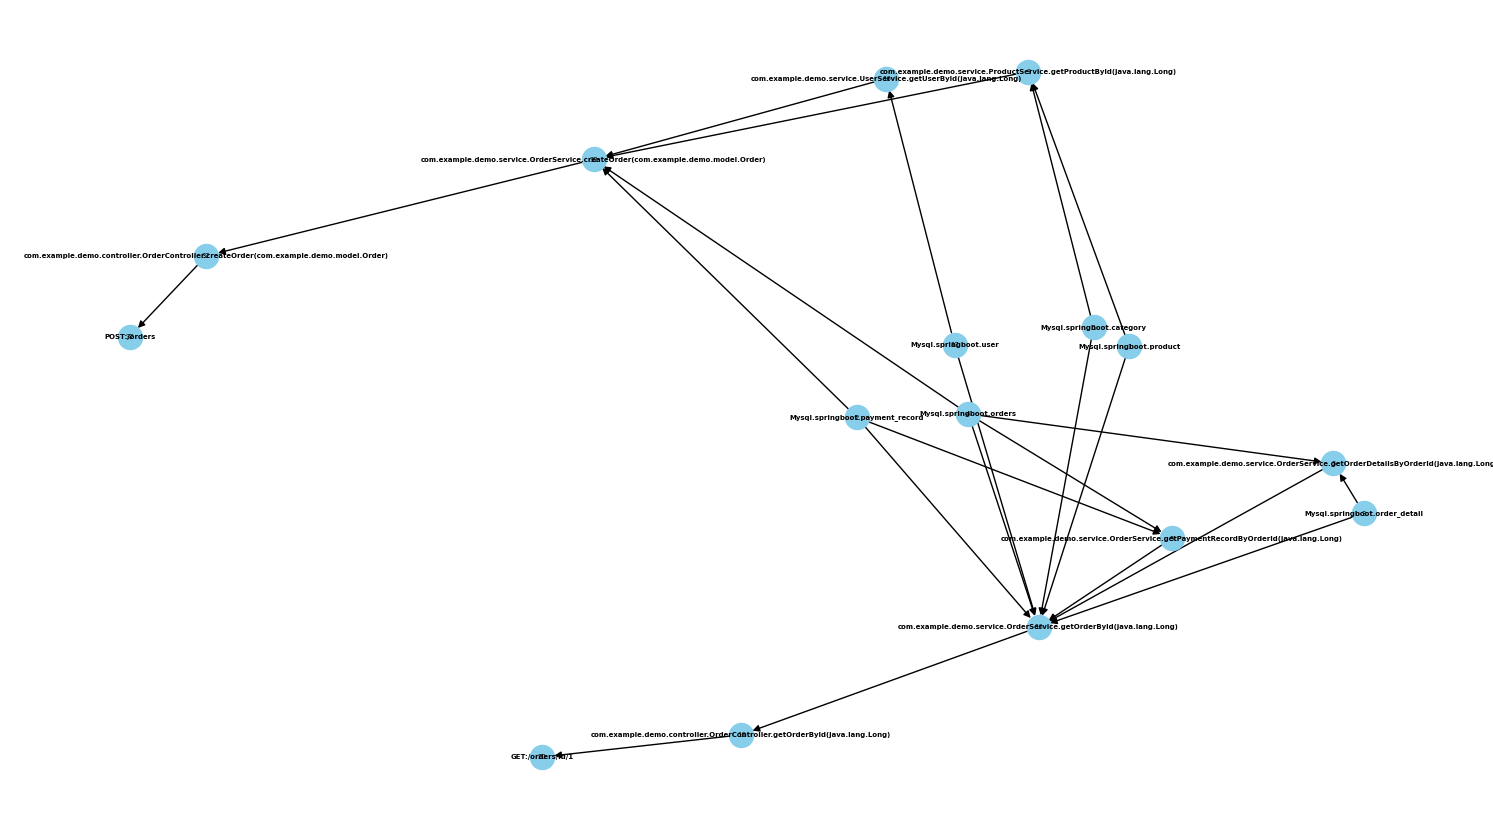 com.example.demo.service.ProductService.getProductById(java.lang.Long)
com.example.demo.service.UserService.getUserById(java.lang.Long)
com.example.demo.service.OrderService.createOrder(com.example.demo.model.Order)
com.example.demo.controller.OrderController.createOrder(com.example.demo.model.Order)
POST:/orders
Mysql.springboot.category
Mysql.springboot.user
Mysql.springboot.product
Mysql.springboot.orders
Mysql.springboot.payment_record
com.example.demo.service.OrderService.getOrderDetailsByOrderId(java.lang.Long
Mysql.springboot.order_detail
com.example.demo.service.OrderService.getPaymentRecordByOrderId(java.lang.Long)
com.example.demo.service.OrderService.getOrderById(java.lang.Long)
com.example.demo.controller.OrderController.getOrderById(java.lang.Long)